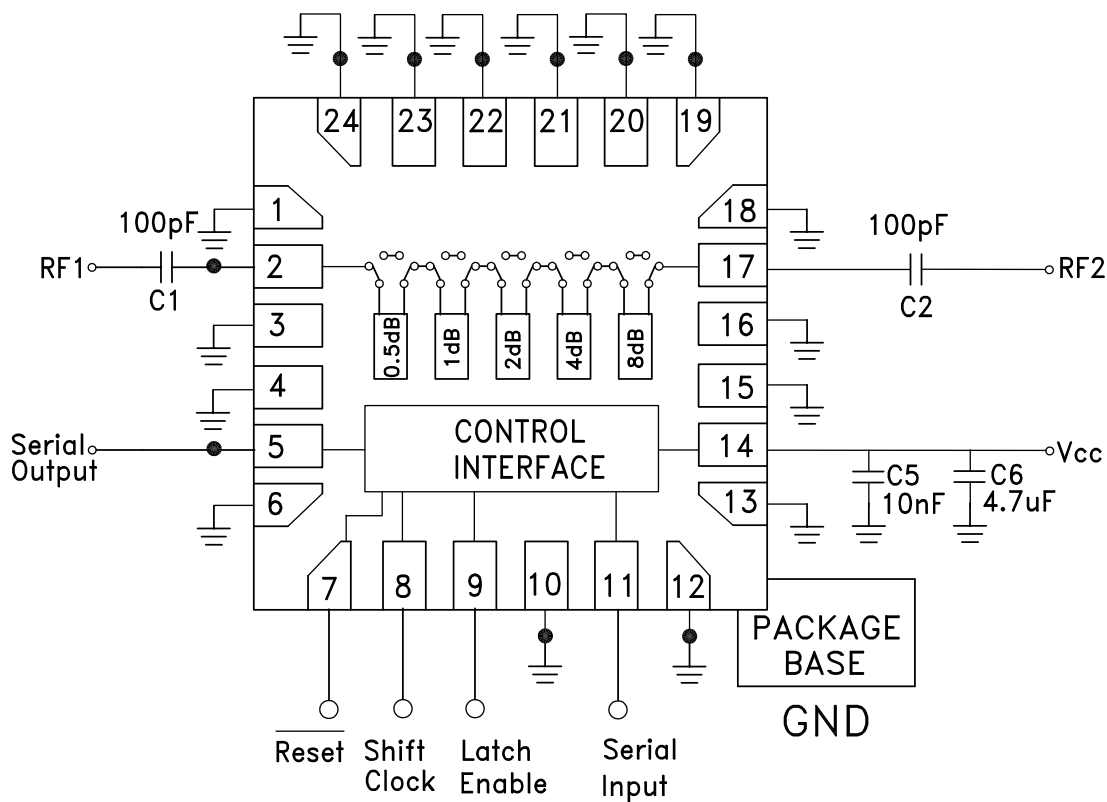 24 23 22 21 20 19
1
18
100pF
100pF
RF1
2
17
RF2
C1
C2
3
16
0.5dB
1dB
2dB
4dB
8dB
4
15
Serial
Output
5
CONTROL
INTERFACE
14
Vcc
C5
10nF
C6
4.7uF
6
13
7 8 9 10 11 12
PACKAGE
BASE
GND
Reset
Shift
Clock
Latch
Enable
Serial
Input